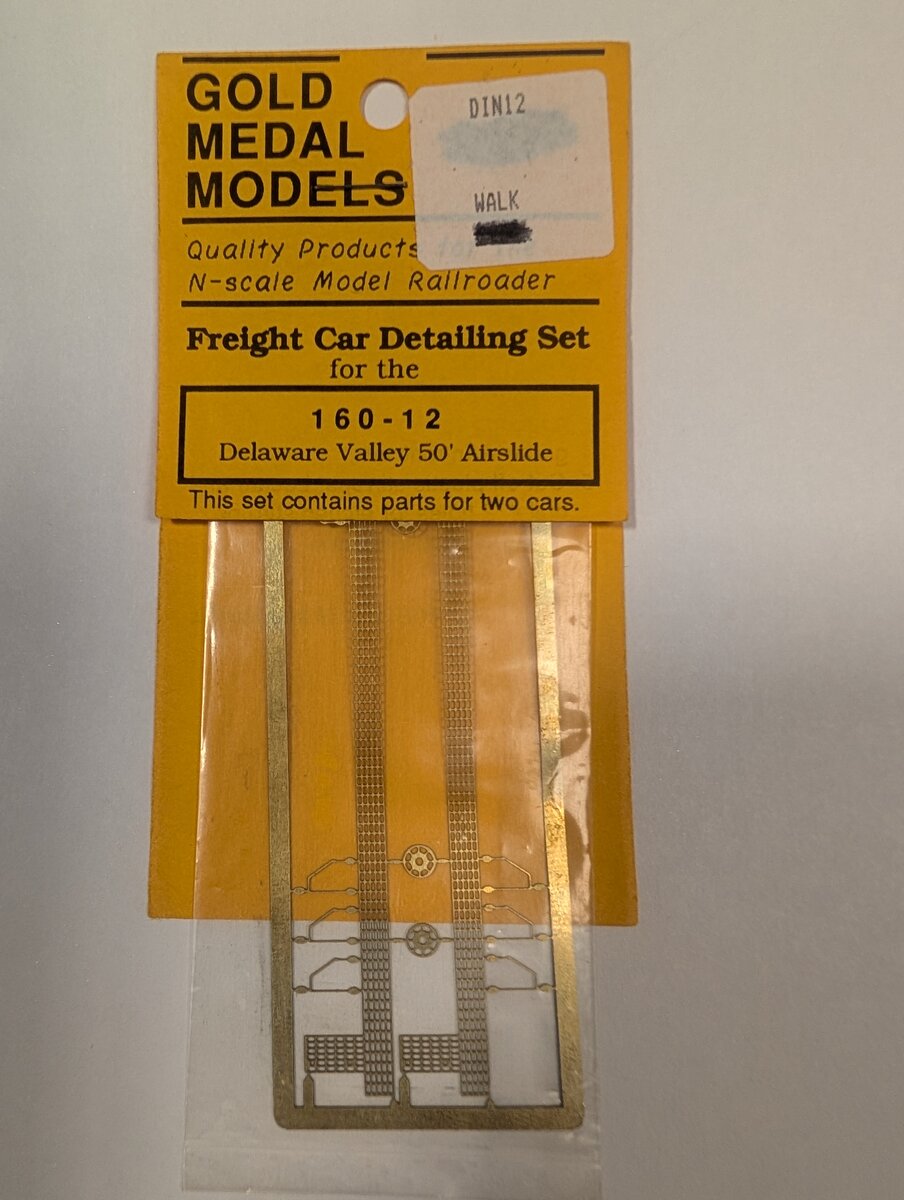 GOLD
MEDAL
MODELS
DIN12
WALK
Quality Products
N-scale Model Railroader
Freight Car Detailing Set
for the
160-12
Delaware Valley 50' Airslide
This set contains parts for two cars.